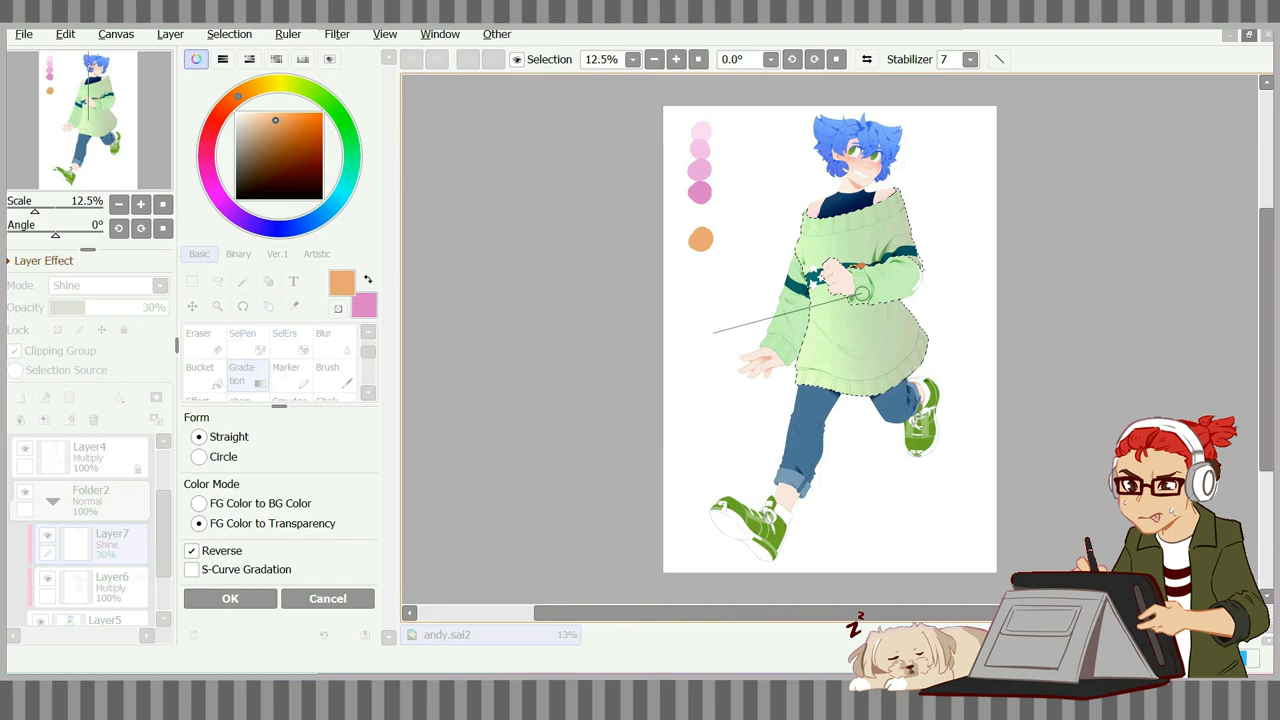 File Edit Canvas Layer Selection Ruler Filter View Window Other
Selection 12.5% 0.0° Stabilizer 7
Scale 12.5%
Angle 0°
Layer Effect
Mode Shine
Opacity 30%
Lock
Clipping Group
Selection Source
Layer4
Multiply
100%
Folder2
Normal
100%
Layer7
Shine
30%
Layer6
Multiply
100%
Layer5
Basic Binary Ver.1 Artistic
T
Eraser SelPen SelErs Blur
Bucket Grada-tion Marker Brush
Form
Straight
Circle
Color Mode
FG Color to BG Color
FG Color to Transparency
Reverse
S-Curve Gradation
OK Cancel
andy.sai2 13%
z z